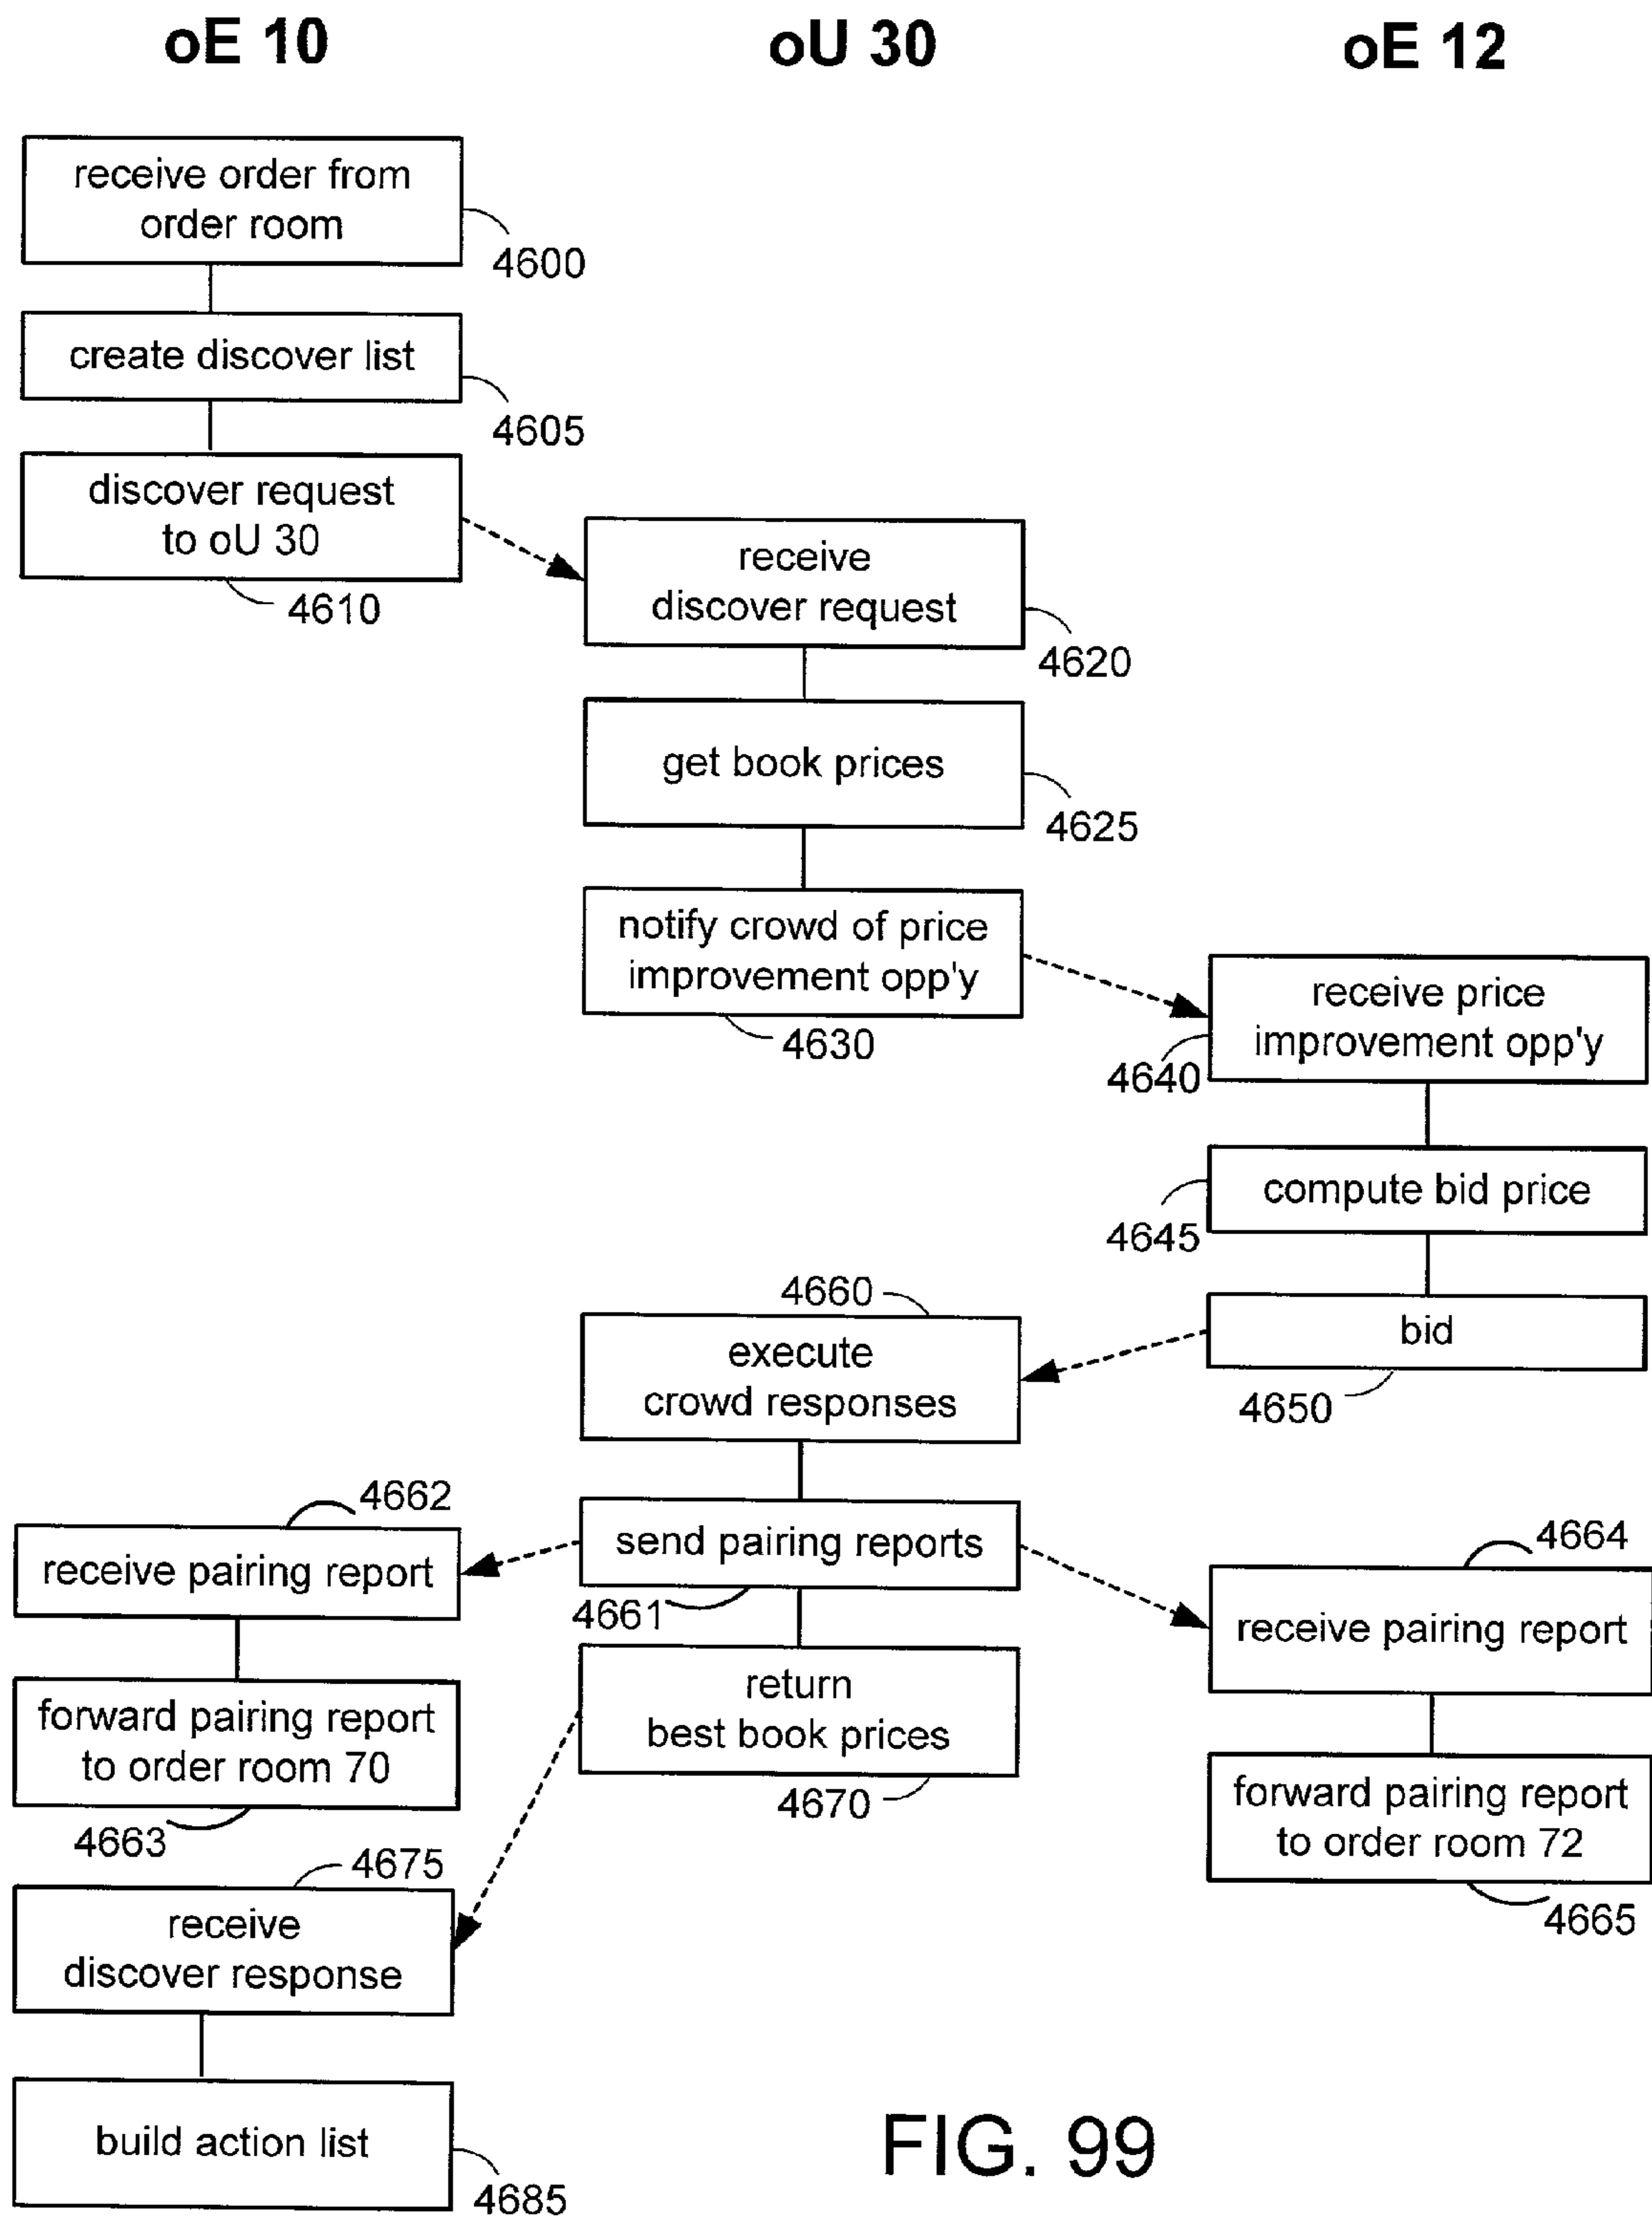 oE 10
oU 30
oE 12
receive order from
order room
4600
create discover list
4605
discover request
to oU 30
4610
receive
discover request
4620
get book prices
4625
notify crowd of price
improvement opp'y
4630
receive price
improvement opp'y
4640
compute bid price
4645
bid
4650
4660
execute
crowd responses
4662
receive pairing report
send pairing reports
4661
4664
receive pairing report
forward pairing report
to order room 70
4663
return
best book prices
4670
forward pairing report
to order room 72
4665
4675
receive
discover response
build action list
4685
FIG. 99